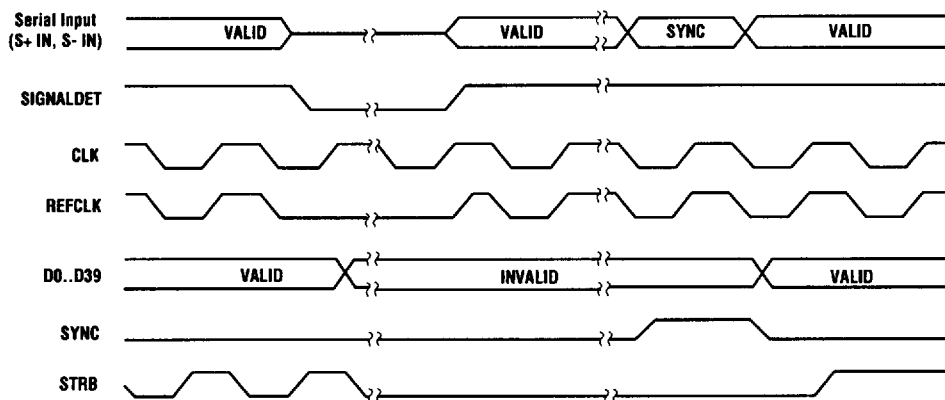 Serial Input
(S+ IN, S- IN)
VALID VALID SYNC VALID
SIGNALDET
CLK
REFCLK
D0..D39 VALID INVALID VALID
SYNC
STRB